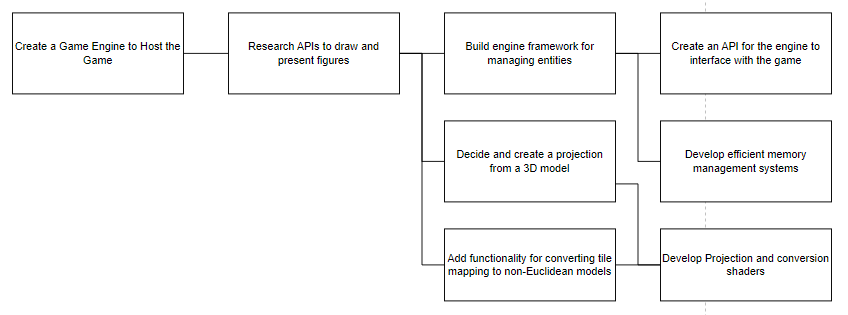 Create a Game Engine to Host the
Game
Research APIs to draw and
present figures
Build engine framework for
managing entities
Create an API for the engine to
interface with the game
Decide and create a projection
from a 3D model
Develop efficient memory
management systems
Add functionality for converting tile
mapping to non-Euclidean models
Develop Projection and conversion
shaders